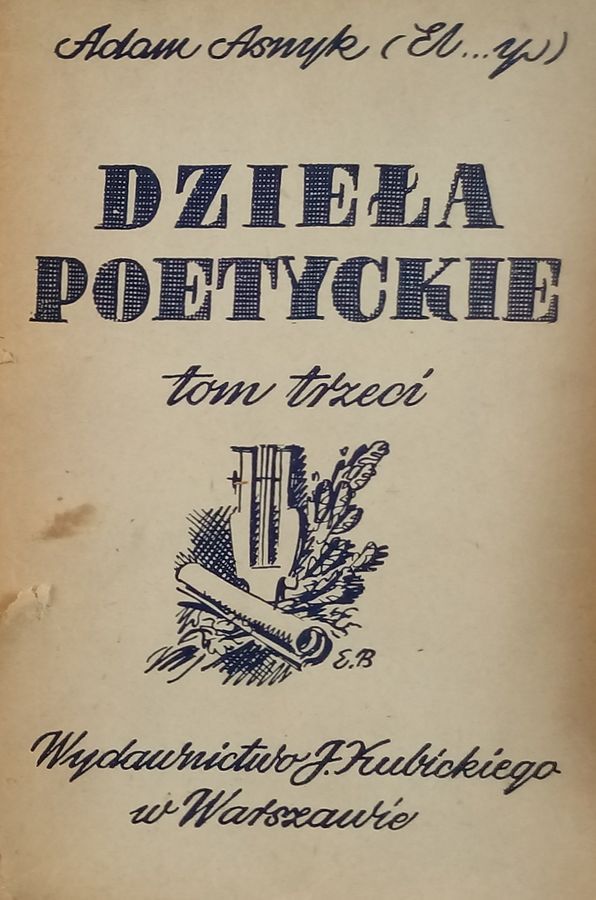 Adam Asnyk (El...y)
DZIEŁA
POETYCKIE
tom trzeci
E.B
Wydawnictwo J. Kubickiego
w Warszawie